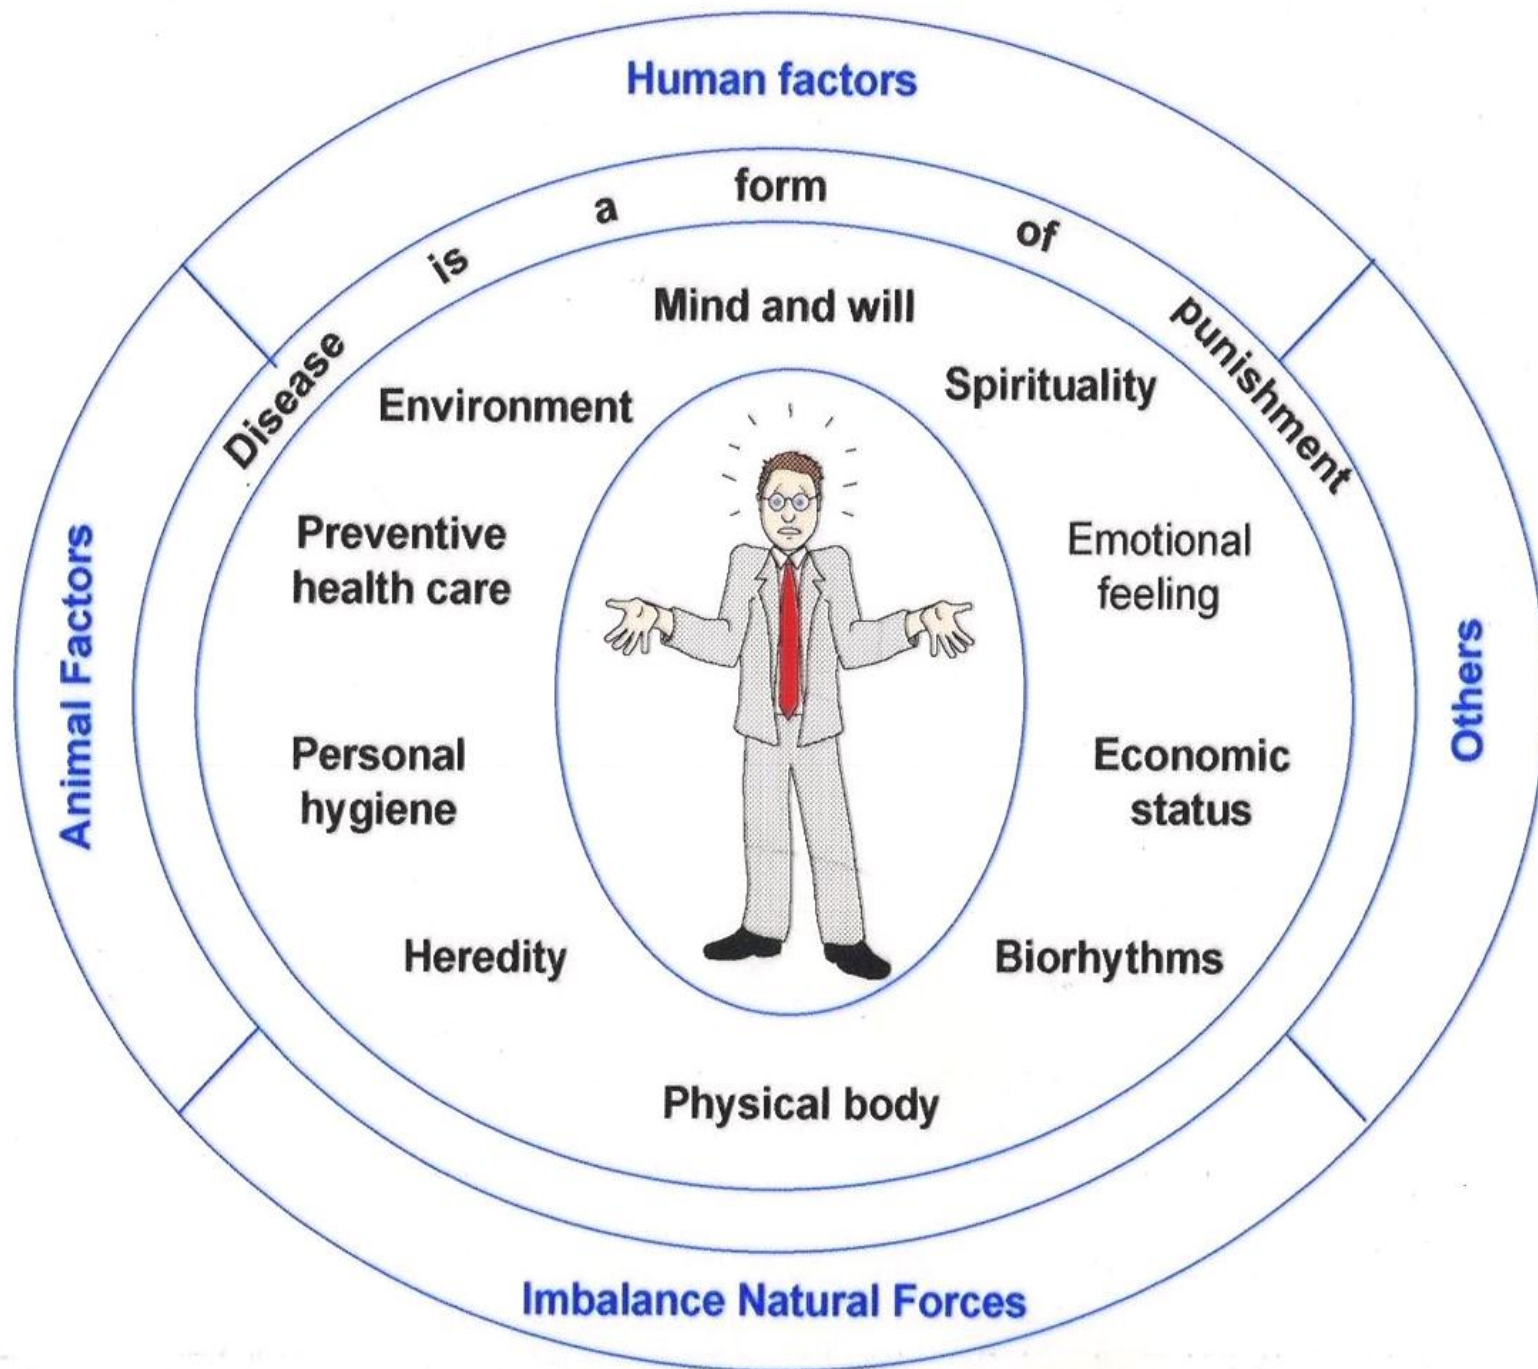 Human factors
Disease is a form of punishment
Mind and will
Environment
Spirituality
Preventive
health care
Emotional
feeling
Animal Factors
Others
Personal
hygiene
Economic
status
Heredity
Biorhythms
Physical body
Imbalance Natural Forces